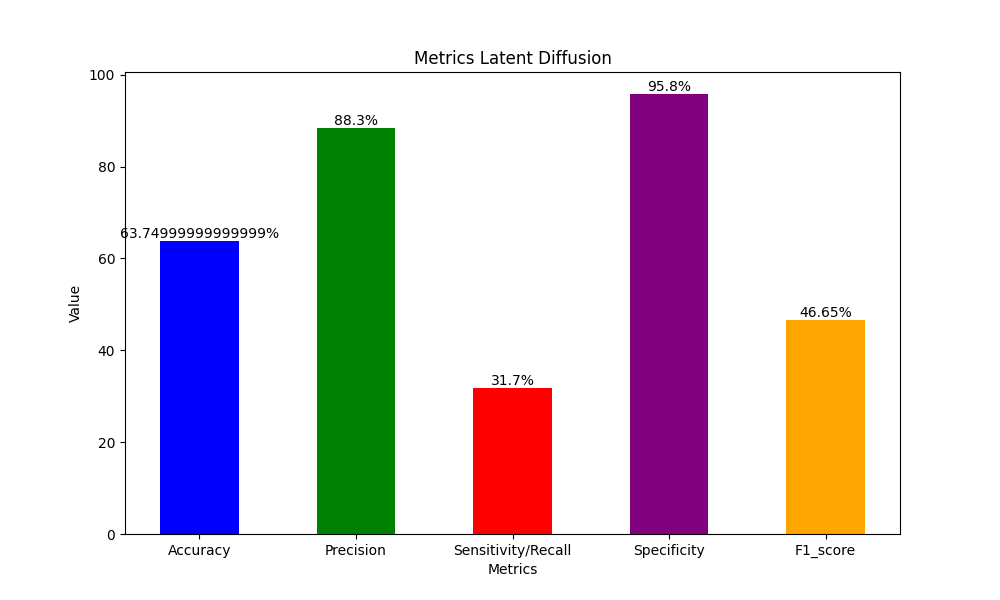 Metrics Latent Diffusion
100
80
60
40
20
0
Value
63.74999999999999%
88.3%
31.7%
95.8%
46.65%
Accuracy
Precision
Sensitivity/Recall
Specificity
F1_score
Metrics